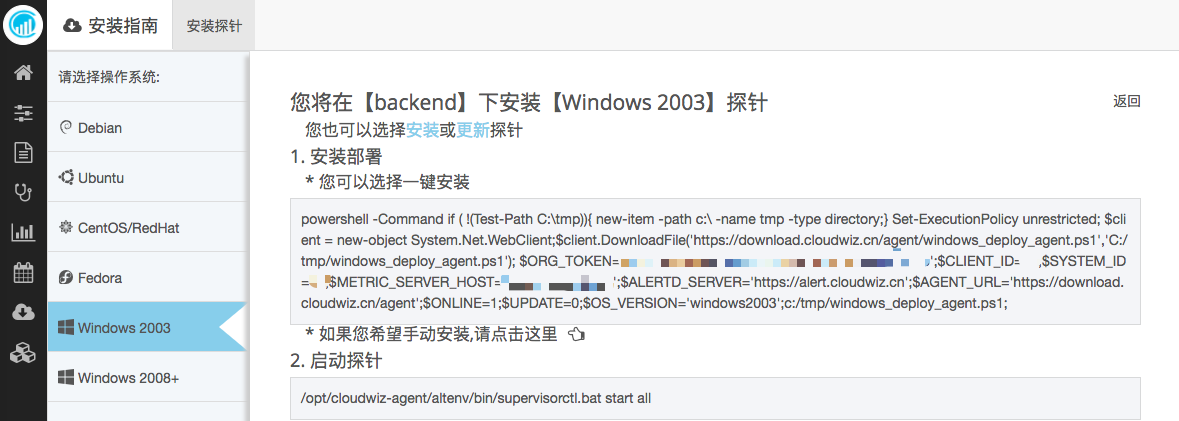 安装指南
安装探针
请选择操作系统:
Debian
Ubuntu
CentOS/RedHat
Fedora
Windows 2003
Windows 2008+
您将在【backend】下安装【Windows 2003】探针
返回
您也可以选择安装或更新探针
1. 安装部署
* 您可以选择一键安装
powershell -Command if ( !(Test-Path C:\tmp)){ new-item -path c:\ -name tmp -type directory;} Set-ExecutionPolicy unrestricted; $cli
ent = new-object System.Net.WebClient;$client.DownloadFile('https://download.cloudwiz.cn/agent/windows_deploy_agent.ps1','C:/
tmp/windows_deploy_agent.ps1'); $ORG_TOKEN= ';$CLIENT_ID= ,$SYSTEM_ID
= ,$METRIC_SERVER_HOST= ';$ALERTD_SERVER='https://alert.cloudwiz.cn';$AGENT_URL='https://download.
cloudwiz.cn/agent';$ONLINE=1;$UPDATE=0;$OS_VERSION='windows2003';c:/tmp/windows_deploy_agent.ps1;
* 如果您希望手动安装,请点击这里
2. 启动探针
/opt/cloudwiz-agent/altenv/bin/supervisorctl.bat start all